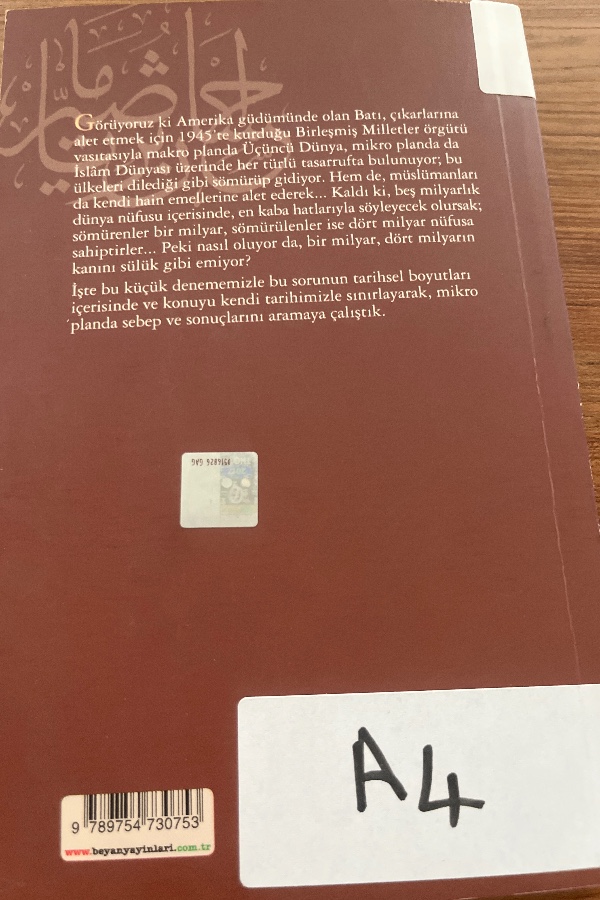 Görüyoruz ki Amerika güdümünde olan Batı, çıkarlarına
alet etmek için 1945'te kurduğu Birleşmiş Milletler örgütü
vasıtasıyla makro planda Üçüncü Dünya, mikro planda da
İslâm Dünyası üzerinde her türlü tasarrufta bulunuyor; bu
ülkeleri dilediği gibi sömürüp gidiyor. Hem de, müslümanları
da kendi hain emellerine alet ederek... Kaldı ki, beş milyarlık
dünya nüfusu içerisinde, en kaba hatlarıyla söyleyecek olursak;
sömürenler bir milyar, sömürülenler ise dört milyar nüfusa
sahiptirler... Peki nasıl oluyor da, bir milyar, dört milyarın
kanını sülük gibi emiyor?
İşte bu küçük denememizle bu sorunun tarihsel boyutları
içerisinde ve konuyu kendi tarihimizle sınırlayarak, mikro
planda sebep ve sonuçlarını aramaya çalıştık.
A4
9 789754 730753
www.beyanyayinlari.com.tr